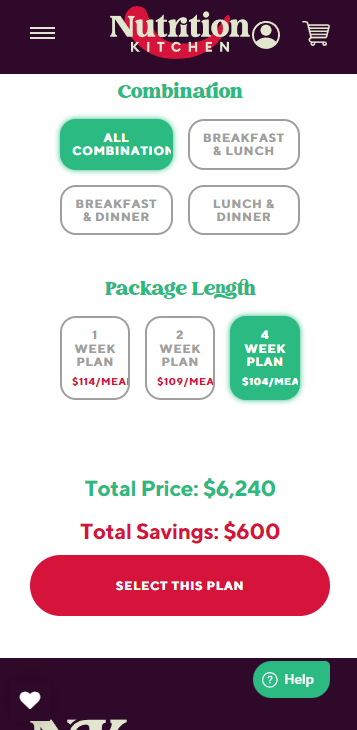 Nutrition
KITCHEN
Combination
ALL
COMBINATION
BREAKFAST
& LUNCH
BREAKFAST
& DINNER
LUNCH &
DINNER
Package Length
1
WEEK
PLAN
$114/MEA
2
WEEK
PLAN
$109/MEA
4
WEEK
PLAN
$104/MEA
Total Price: $6,240
Total Savings: $600
SELECT THIS PLAN
Help
NK